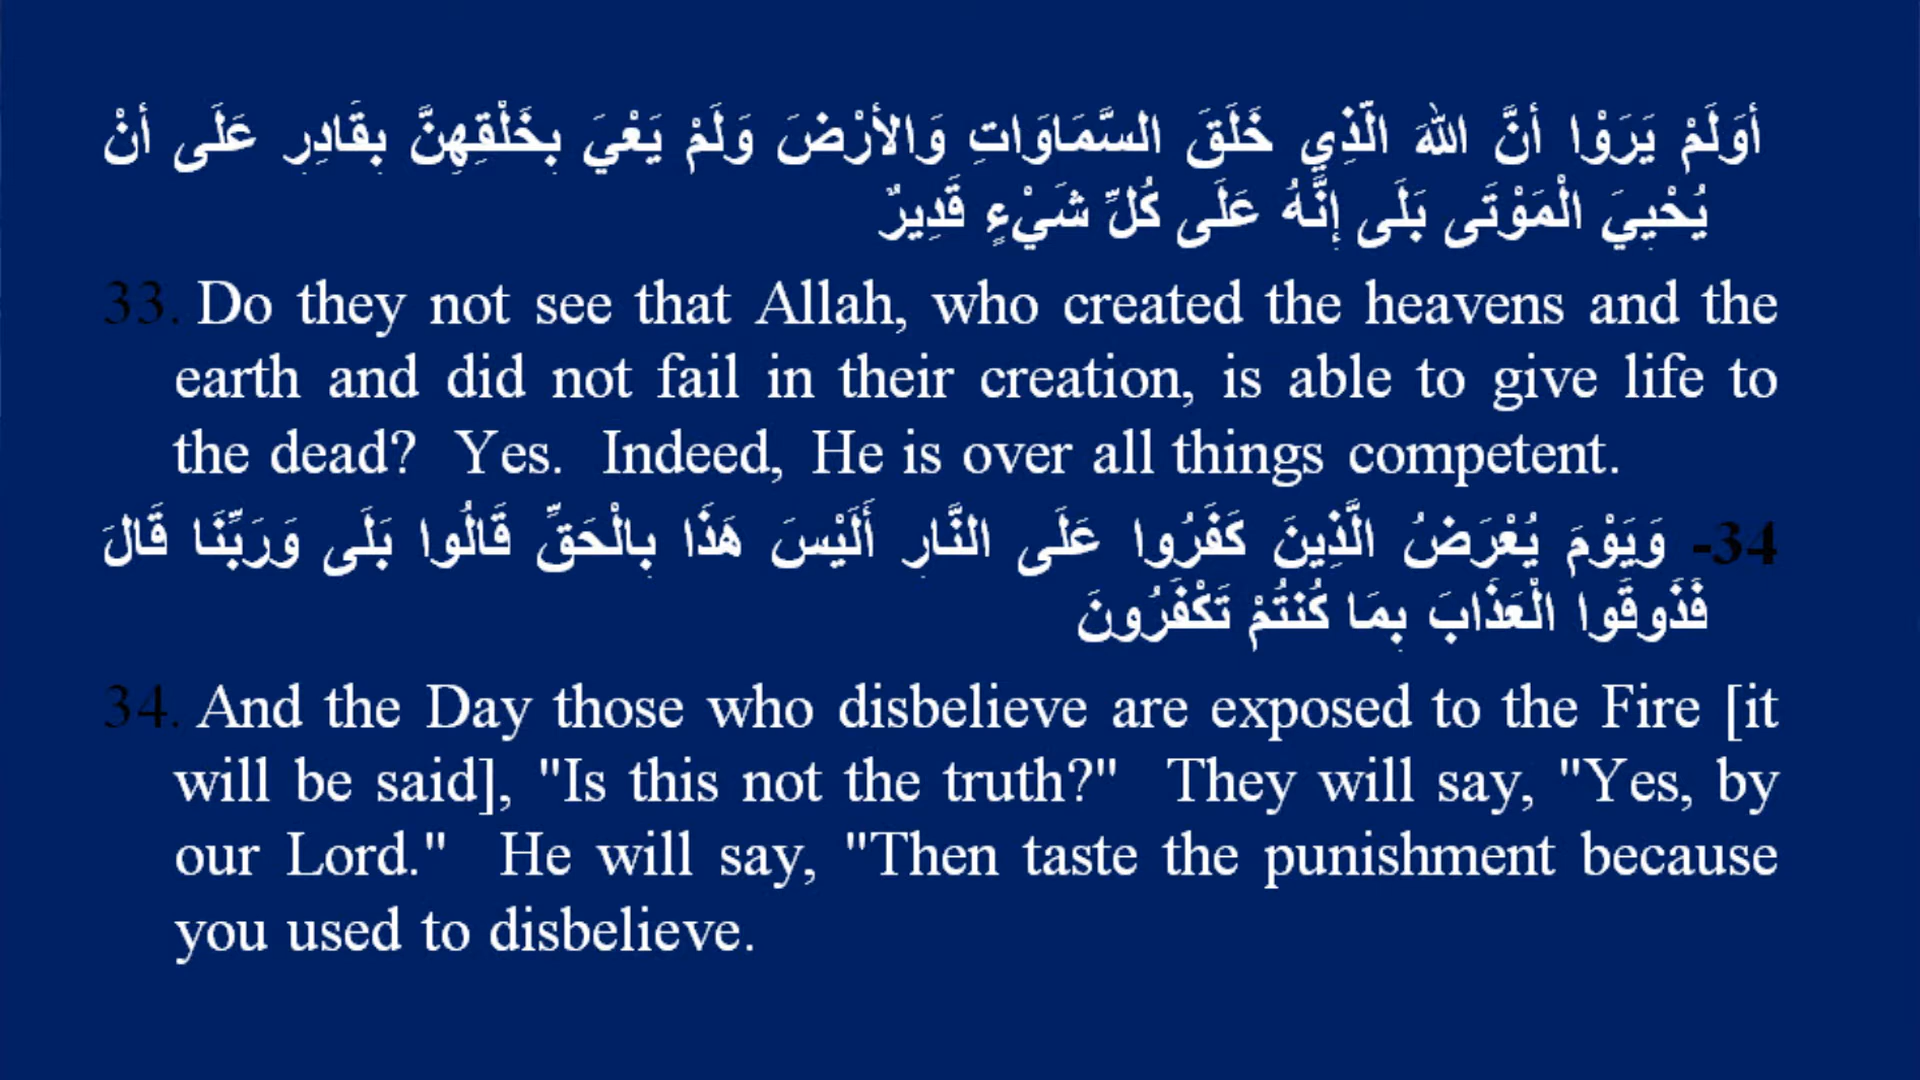 أوَلَمْ يَرَوْا أنَّ اللهَ الّذِي خَلَقَ السَّمَاوَاتِ وَالأرْضَ وَلَمْ يَعْيَ بِخَلْقِهِنَّ بِقَادِرِ عَلَى أنْ
يُحْيِيَ الْمَوْتَى بَلَى إِنَّهُ عَلَى كُلِّ شَيْءٍ قَدِيرٌ
33. Do they not see that Allah, who created the heavens and the
earth and did not fail in their creation, is able to give life to
the dead? Yes. Indeed, He is over all things competent.
34- وَيَوْمَ يُعْرَضُ الَّذِينَ كَفَرُوا عَلَى النَّارِ أَلَيْسَ هَذَا بِالْحَقِّ قَالُوا بَلَى وَرَبِّنَا قَالَ
فَذَوقَوا الْعَذَابَ بِمَا كُنتُمْ تَكْفَرُونَ
34. And the Day those who disbelieve are exposed to the Fire [it
will be said], "Is this not the truth?" They will say, "Yes, by
our Lord." He will say, "Then taste the punishment because
you used to disbelieve.